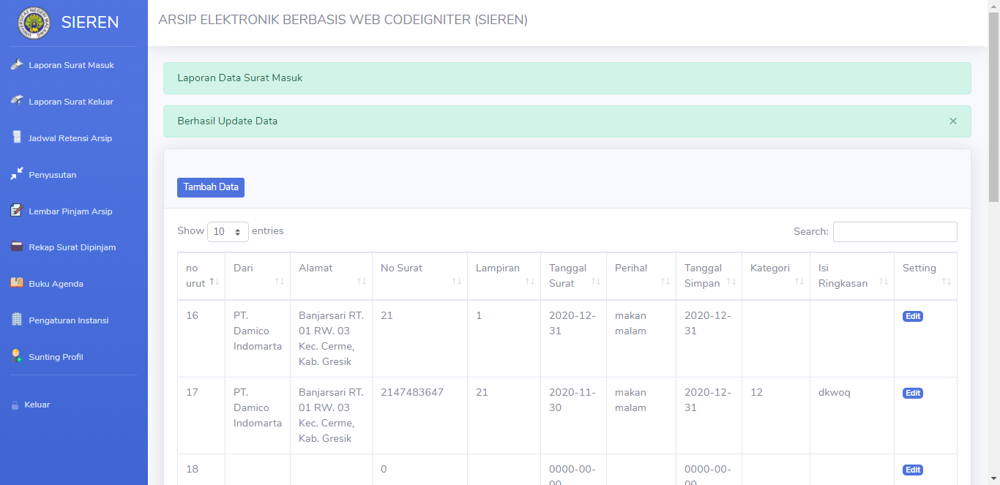 SIEREN
ARSIP ELEKTRONIK BERBASIS WEB CODEIGNITER (SIEREN)
Laporan Surat Masuk
Laporan Surat Keluar
Jadwal Retensi Arsip
Penyusutan
Lembar Pinjam Arsip
Rekap Surat Dipinjam
Buku Agenda
Pengaturan Instansi
Sunting Profil
Keluar
Laporan Data Surat Masuk
Berhasil Update Data ×
Tambah Data
Show 10 entries
Search:
no urut Dari Alamat No Surat Lampiran Tanggal Surat Perihal Tanggal Simpan Kategori Isi Ringkasan Setting
16 PT. Damico Indomarta Banjarsari RT. 01 RW. 03 Kec. Cerme, Kab. Gresik 21 1 2020-12-31 makan malam 2020-12-31 Edit
17 PT. Damico Indomarta Banjarsari RT. 01 RW. 03 Kec. Cerme, Kab. Gresik 2147483647 21 2020-11-30 makan malam 2020-12-31 12 dkwoq Edit
18 0 0000-00-00 0000-00-00 Edit